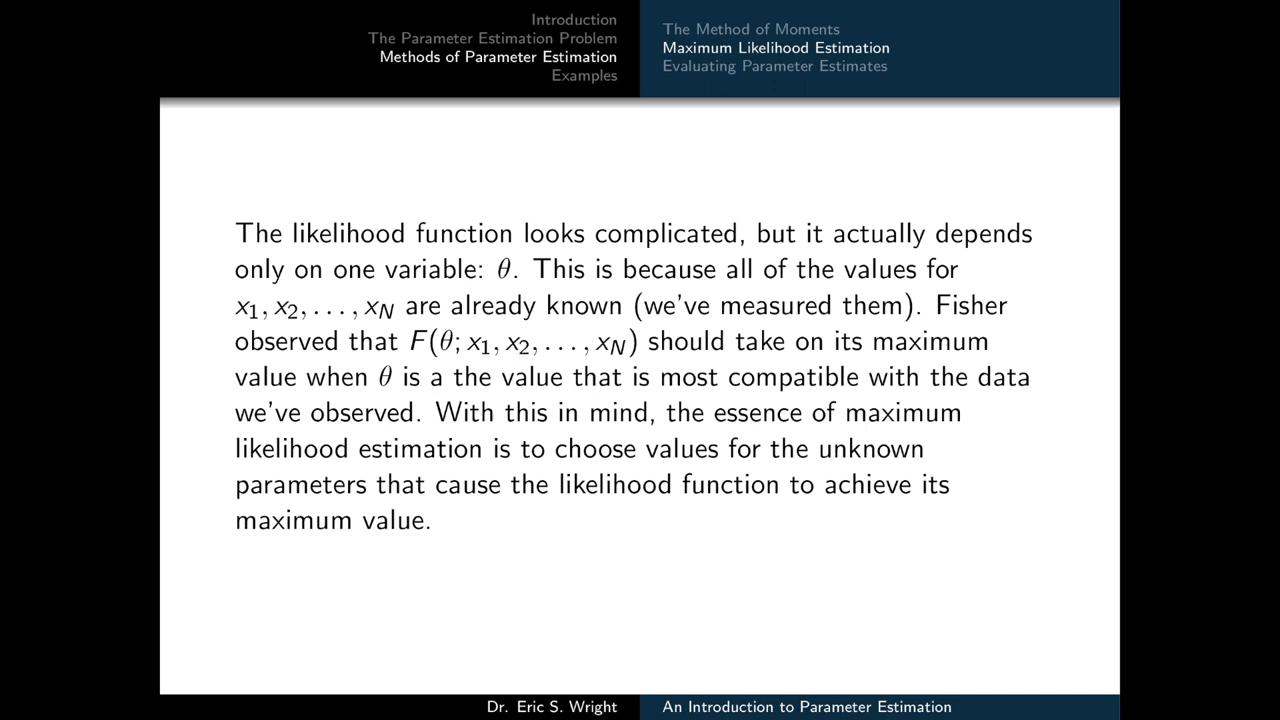 Introduction
The Parameter Estimation Problem
Methods of Parameter Estimation
Examples
The Method of Moments
Maximum Likelihood Estimation
Evaluating Parameter Estimates
The likelihood function looks complicated, but it actually depends
only on one variable: θ. This is because all of the values for
x₁, x₂, . . . , x_N are already known (we've measured them). Fisher
observed that F(θ; x₁, x₂, . . . , x_N) should take on its maximum
value when θ is a the value that is most compatible with the data
we've observed. With this in mind, the essence of maximum
likelihood estimation is to choose values for the unknown
parameters that cause the likelihood function to achieve its
maximum value.
Dr. Eric S. Wright
An Introduction to Parameter Estimation